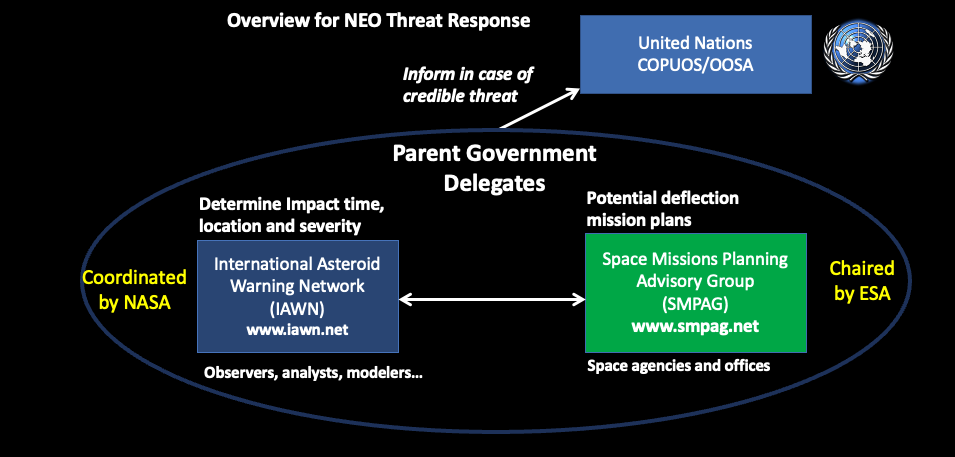 Overview for NEO Threat Response
United Nations
COPUOS/OOSA
Inform in case of
credible threat
Parent Government
Delegates
Determine Impact time,
location and severity
Potential deflection
mission plans
Coordinated
by NASA
International Asteroid
Warning Network
(IAWN)
www.iawn.net
Space Missions Planning
Advisory Group
(SMPAG)
www.smpag.net
Chaired
by ESA
Observers, analysts, modelers...
Space agencies and offices